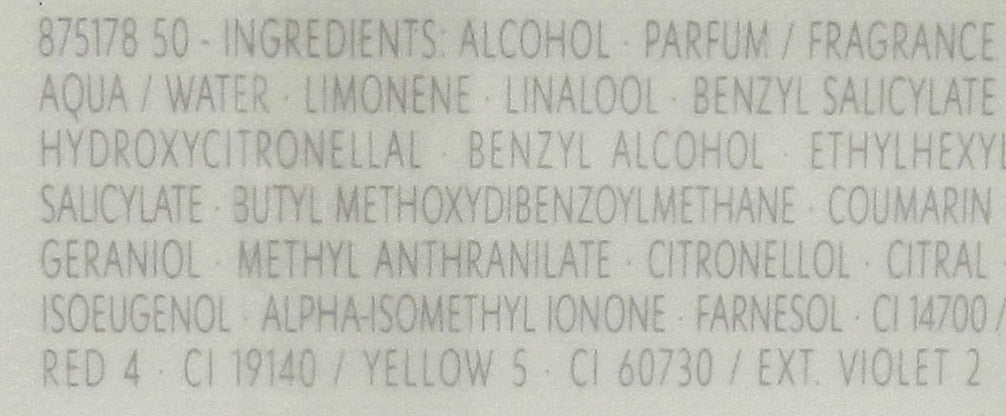 875178 50 - INGREDIENTS: ALCOHOL · PARFUM / FRAGRANCE
AQUA / WATER · LIMONENE · LINALOOL · BENZYL SALICYLATE
HYDROXYCITRONELLAL · BENZYL ALCOHOL · ETHYLHEXYL
SALICYLATE · BUTYL METHOXYDIBENZOYLMETHANE · COUMARIN
GERANIOL · METHYL ANTHRANILATE · CITRONELLOL · CITRAL ·
ISOEUGENOL · ALPHA-ISOMETHYL IONONE · FARNESOL · CI 14700 /
RED 4 · CI 19140 / YELLOW 5 · CI 60730 / EXT. VIOLET 2